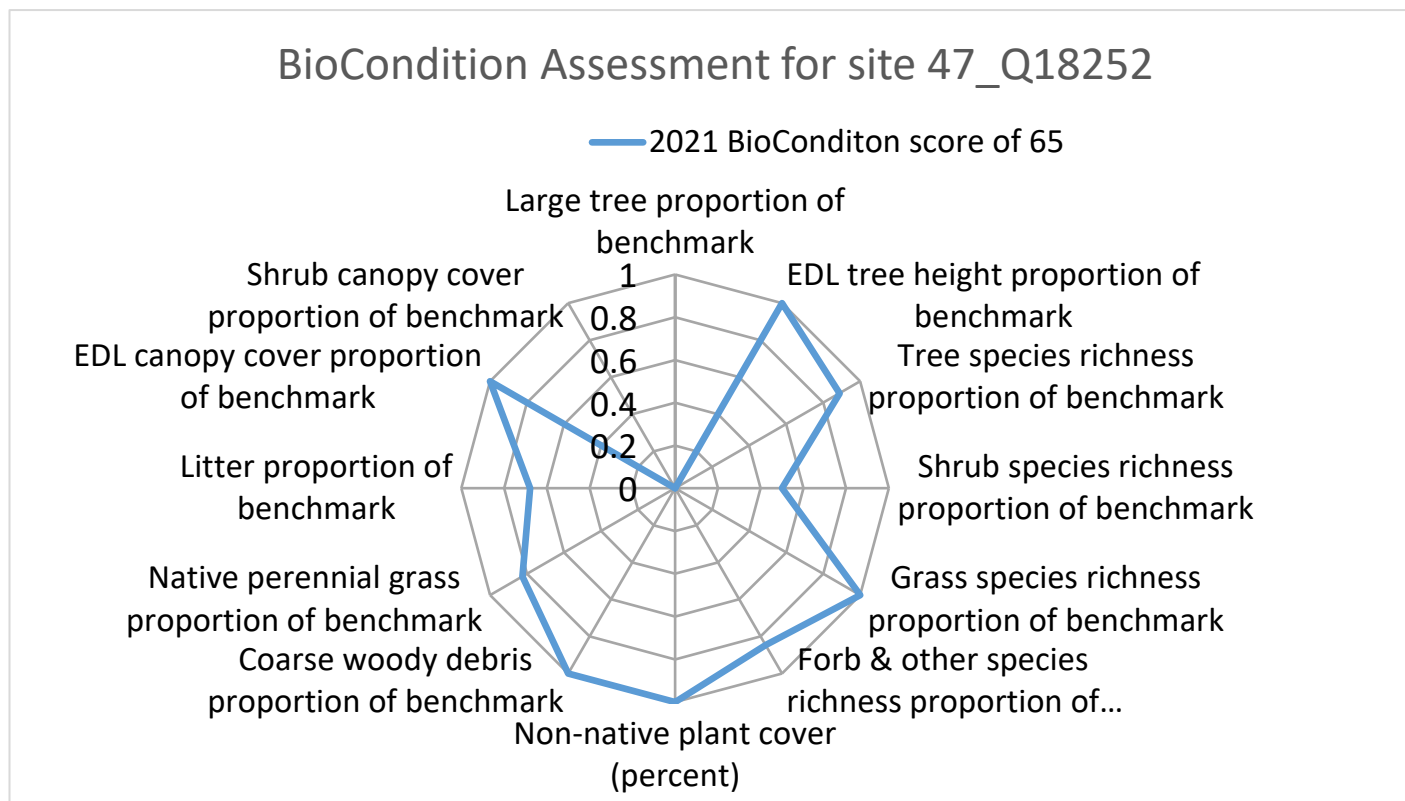 BioCondition Assessment for site 47_Q18252
2021 BioConditon score of 65
Large tree proportion of
benchmark
EDL tree height proportion of
benchmark
Tree species richness
proportion of benchmark
Shrub species richness
proportion of benchmark
Grass species richness
proportion of benchmark
Forb & other species
richness proportion of…
Non-native plant cover
(percent)
Coarse woody debris
proportion of benchmark
Native perennial grass
proportion of benchmark
Litter proportion of
benchmark
EDL canopy cover proportion
of benchmark
Shrub canopy cover
proportion of benchmark
1
0.8
0.6
0.4
0.2
0